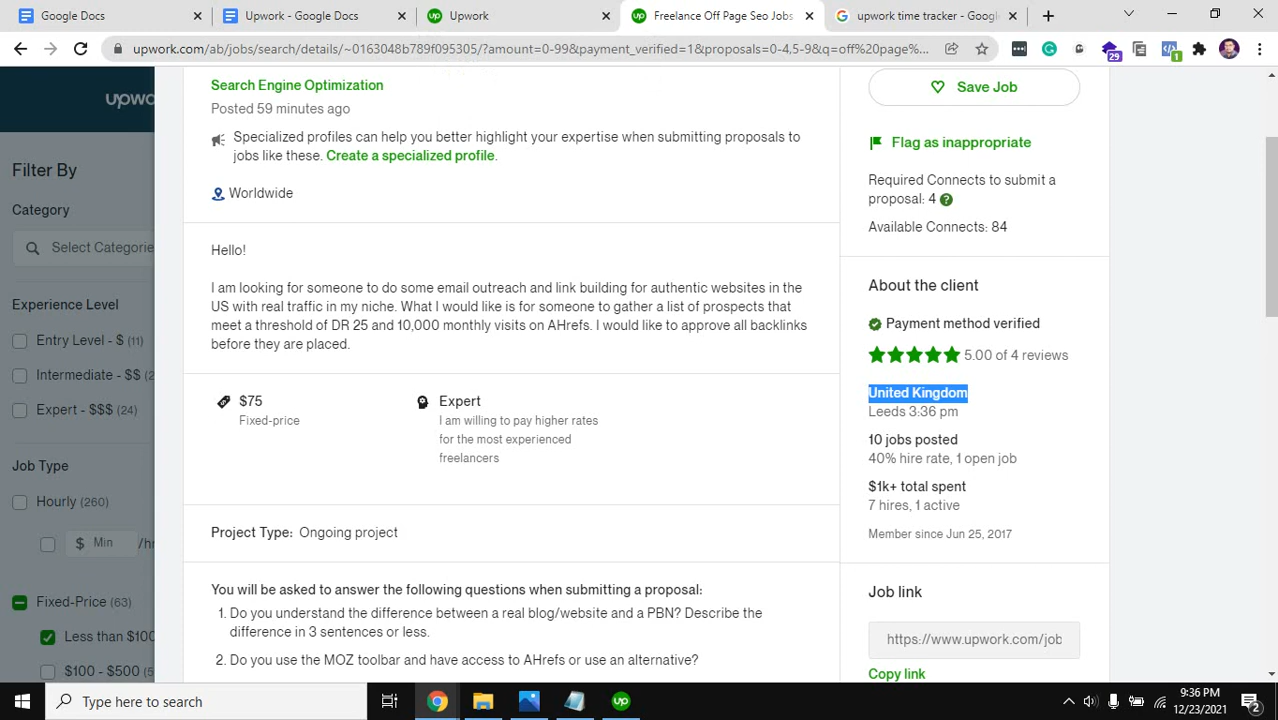 Google Docs
Upwork - Google Docs
Upwork
Freelance Off Page Seo Jobs
upwork time tracker - Google
upwork.com/ab/jobs/search/details/~0163048b789f095305/?amount=0-99&payment_verified=1&proposals=0-4,5-9&q=off%20page%...
29
1
upwo
Filter By
Category
Select Categorie
Experience Level
Entry Level - $ (11)
Intermediate - $$ (2
Expert - $$$ (24)
Job Type
Hourly (260)
$ Min /hr
Fixed-Price (63)
Less than $100
$100 - $500 (5
Search Engine Optimization
Posted 59 minutes ago
Specialized profiles can help you better highlight your expertise when submitting proposals to
jobs like these. Create a specialized profile.
Worldwide
Hello!
I am looking for someone to do some email outreach and link building for authentic websites in the
US with real traffic in my niche. What I would like is for someone to gather a list of prospects that
meet a threshold of DR 25 and 10,000 monthly visits on AHrefs. I would like to approve all backlinks
before they are placed.
$75
Fixed-price
Expert
I am willing to pay higher rates
for the most experienced
freelancers
Project Type: Ongoing project
You will be asked to answer the following questions when submitting a proposal:
1. Do you understand the difference between a real blog/website and a PBN? Describe the
difference in 3 sentences or less.
2. Do you use the MOZ toolbar and have access to AHrefs or use an alternative?
Save Job
Flag as inappropriate
Required Connects to submit a
proposal: 4 ?
Available Connects: 84
About the client
Payment method verified
5.00 of 4 reviews
United Kingdom
Leeds 3:36 pm
10 jobs posted
40% hire rate, 1 open job
$1k+ total spent
7 hires, 1 active
Member since Jun 25, 2017
Job link
https://www.upwork.com/job
Copy link
Type here to search
up
9:36 PM
12/23/2021
2